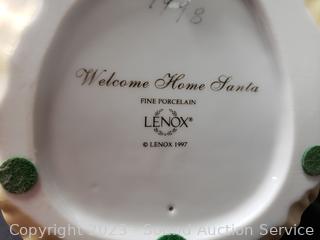 1998
Welcome Home Santa
FINE PORCELAIN
LENOX®
© LENOX 1997
Copyright 2023 - Sound Auction Service